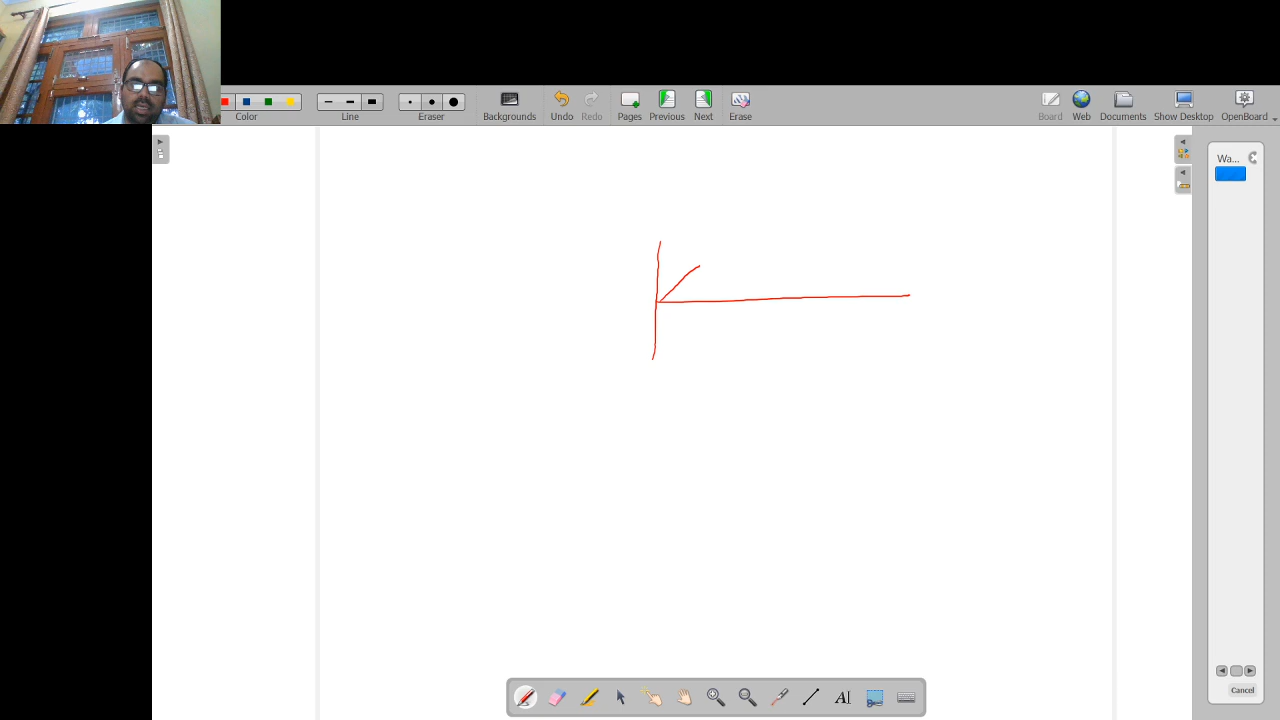 Color Line Eraser Backgrounds Undo Redo Pages Previous Next Erase Board Web Documents Show Desktop OpenBoard
Wa...
Cancel